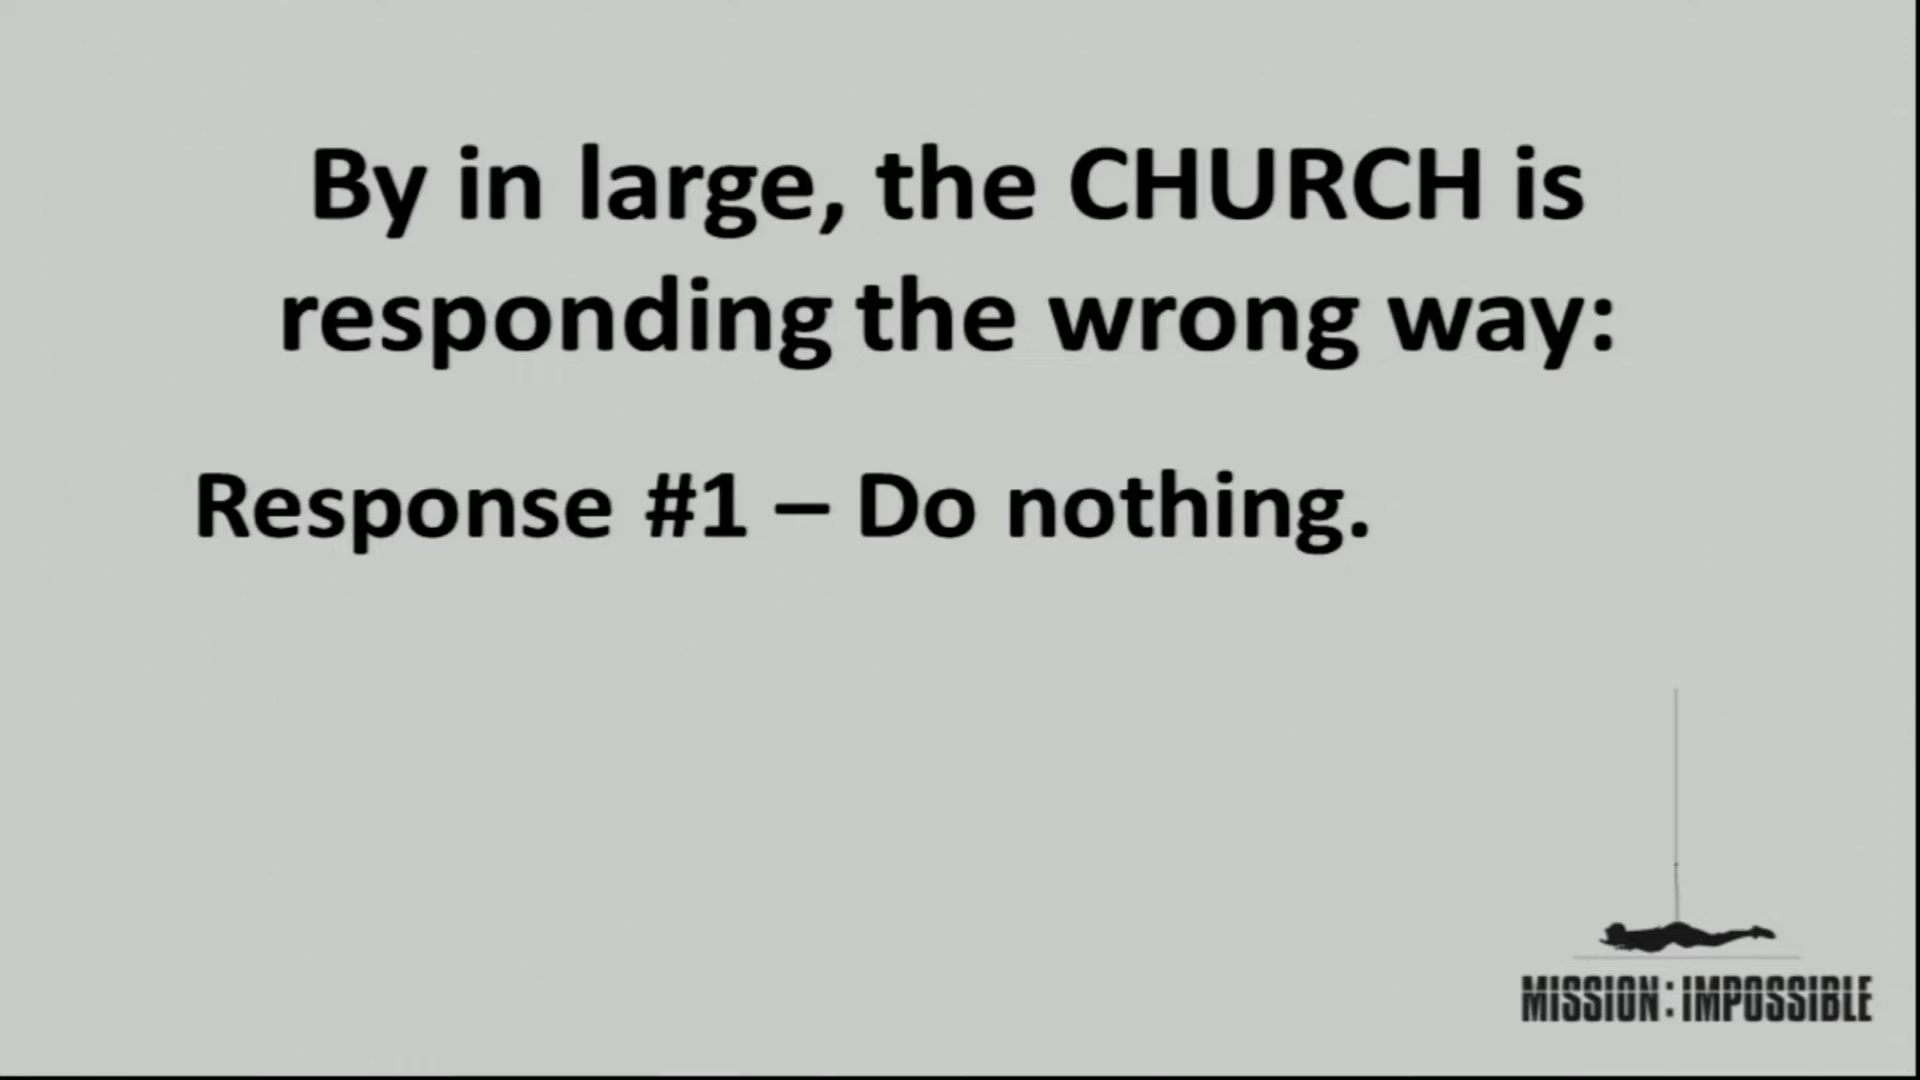 By in large, the CHURCH is
responding the wrong way:
Response #1 – Do nothing.
MISSION:IMPOSSIBLE